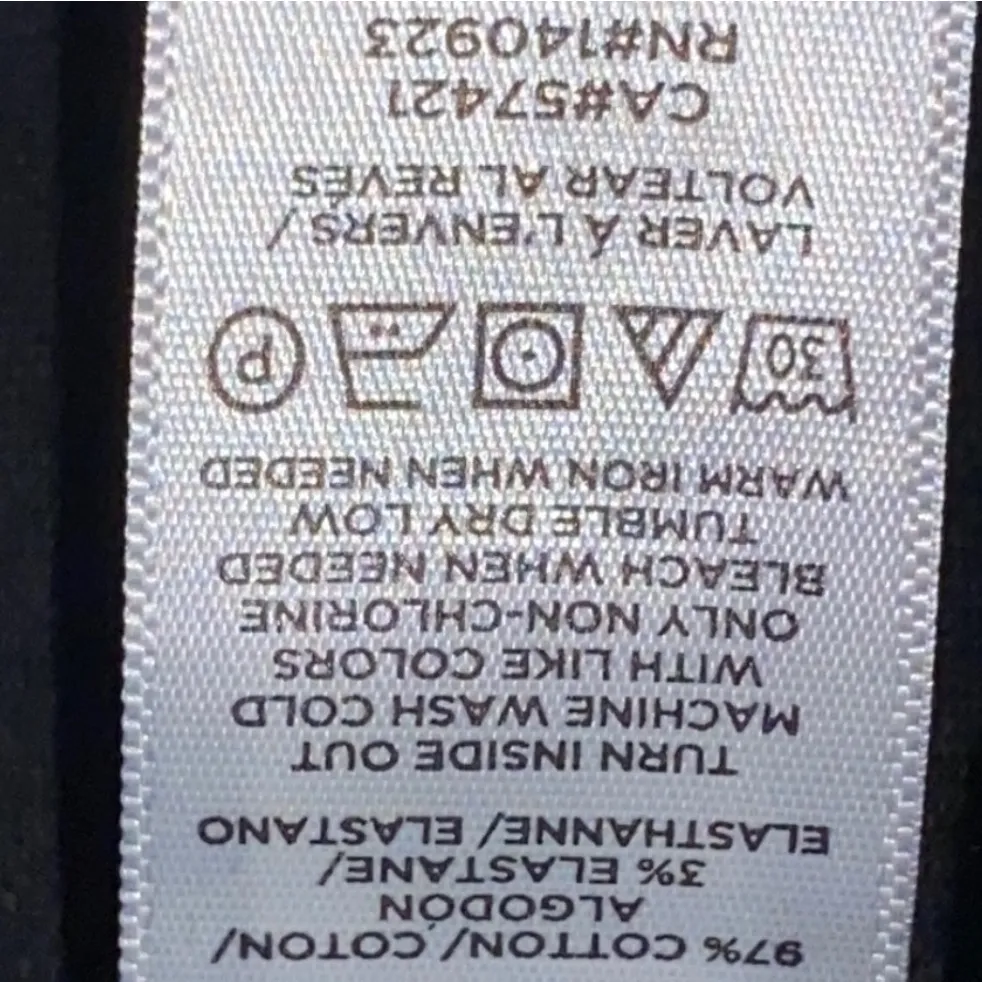 97% COTTON/ COTON/
ALGODÓN
3% ELASTANE/
ELASTHANNE/ ELASTANO
TURN INSIDE OUT
MACHINE WASH COLD
WITH LIKE COLORS
ONLY NON-CHLORINE
BLEACH WHEN NEEDED
TUMBLE DRY LOW
WARM IRON WHEN NEEDED
30 P
LAVER À L'ENVERS /
VOLTEAR AL REVÉS
CA#57421
RN#140923